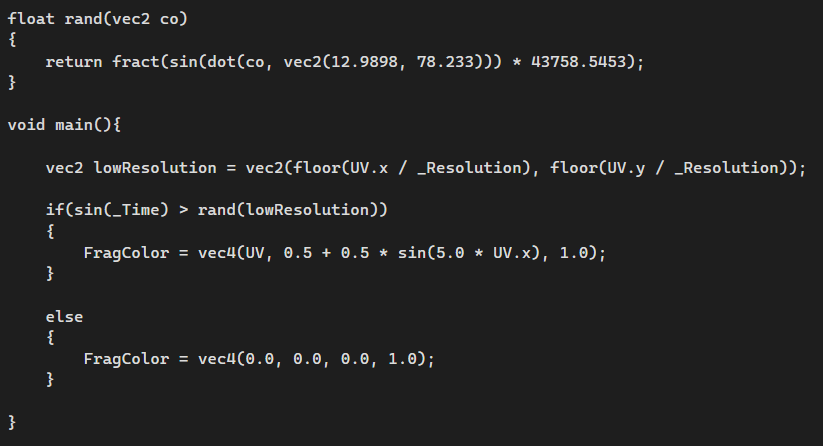 float rand(vec2 co)
{
    return fract(sin(dot(co, vec2(12.9898, 78.233))) * 43758.5453);
}
void main(){
    vec2 lowResolution = vec2(floor(UV.x / _Resolution), floor(UV.y / _Resolution));
    if(sin(_Time) > rand(lowResolution))
    {
        FragColor = vec4(UV, 0.5 + 0.5 * sin(5.0 * UV.x), 1.0);
    }
    else
    {
        FragColor = vec4(0.0, 0.0, 0.0, 1.0);
    }
}